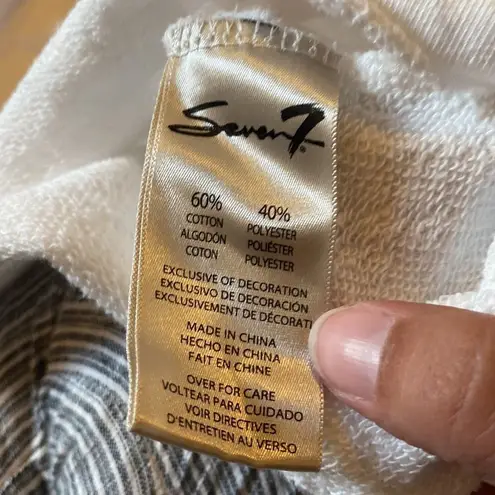 Seven7
60% 40%
COTTON POLYESTER
ALGODÓN POLIÉSTER
COTON POLYESTER
EXCLUSIVE OF DECORATION
EXCLUSIVO DE DECORACIÓN
EXCLUSIVEMENT DE DÉCORATI
MADE IN CHINA
HECHO EN CHINA
FAIT EN CHINE
OVER FOR CARE
VOLTEAR PARA CUIDADO
VOIR DIRECTIVES
D'ENTRETIEN AU VERSO